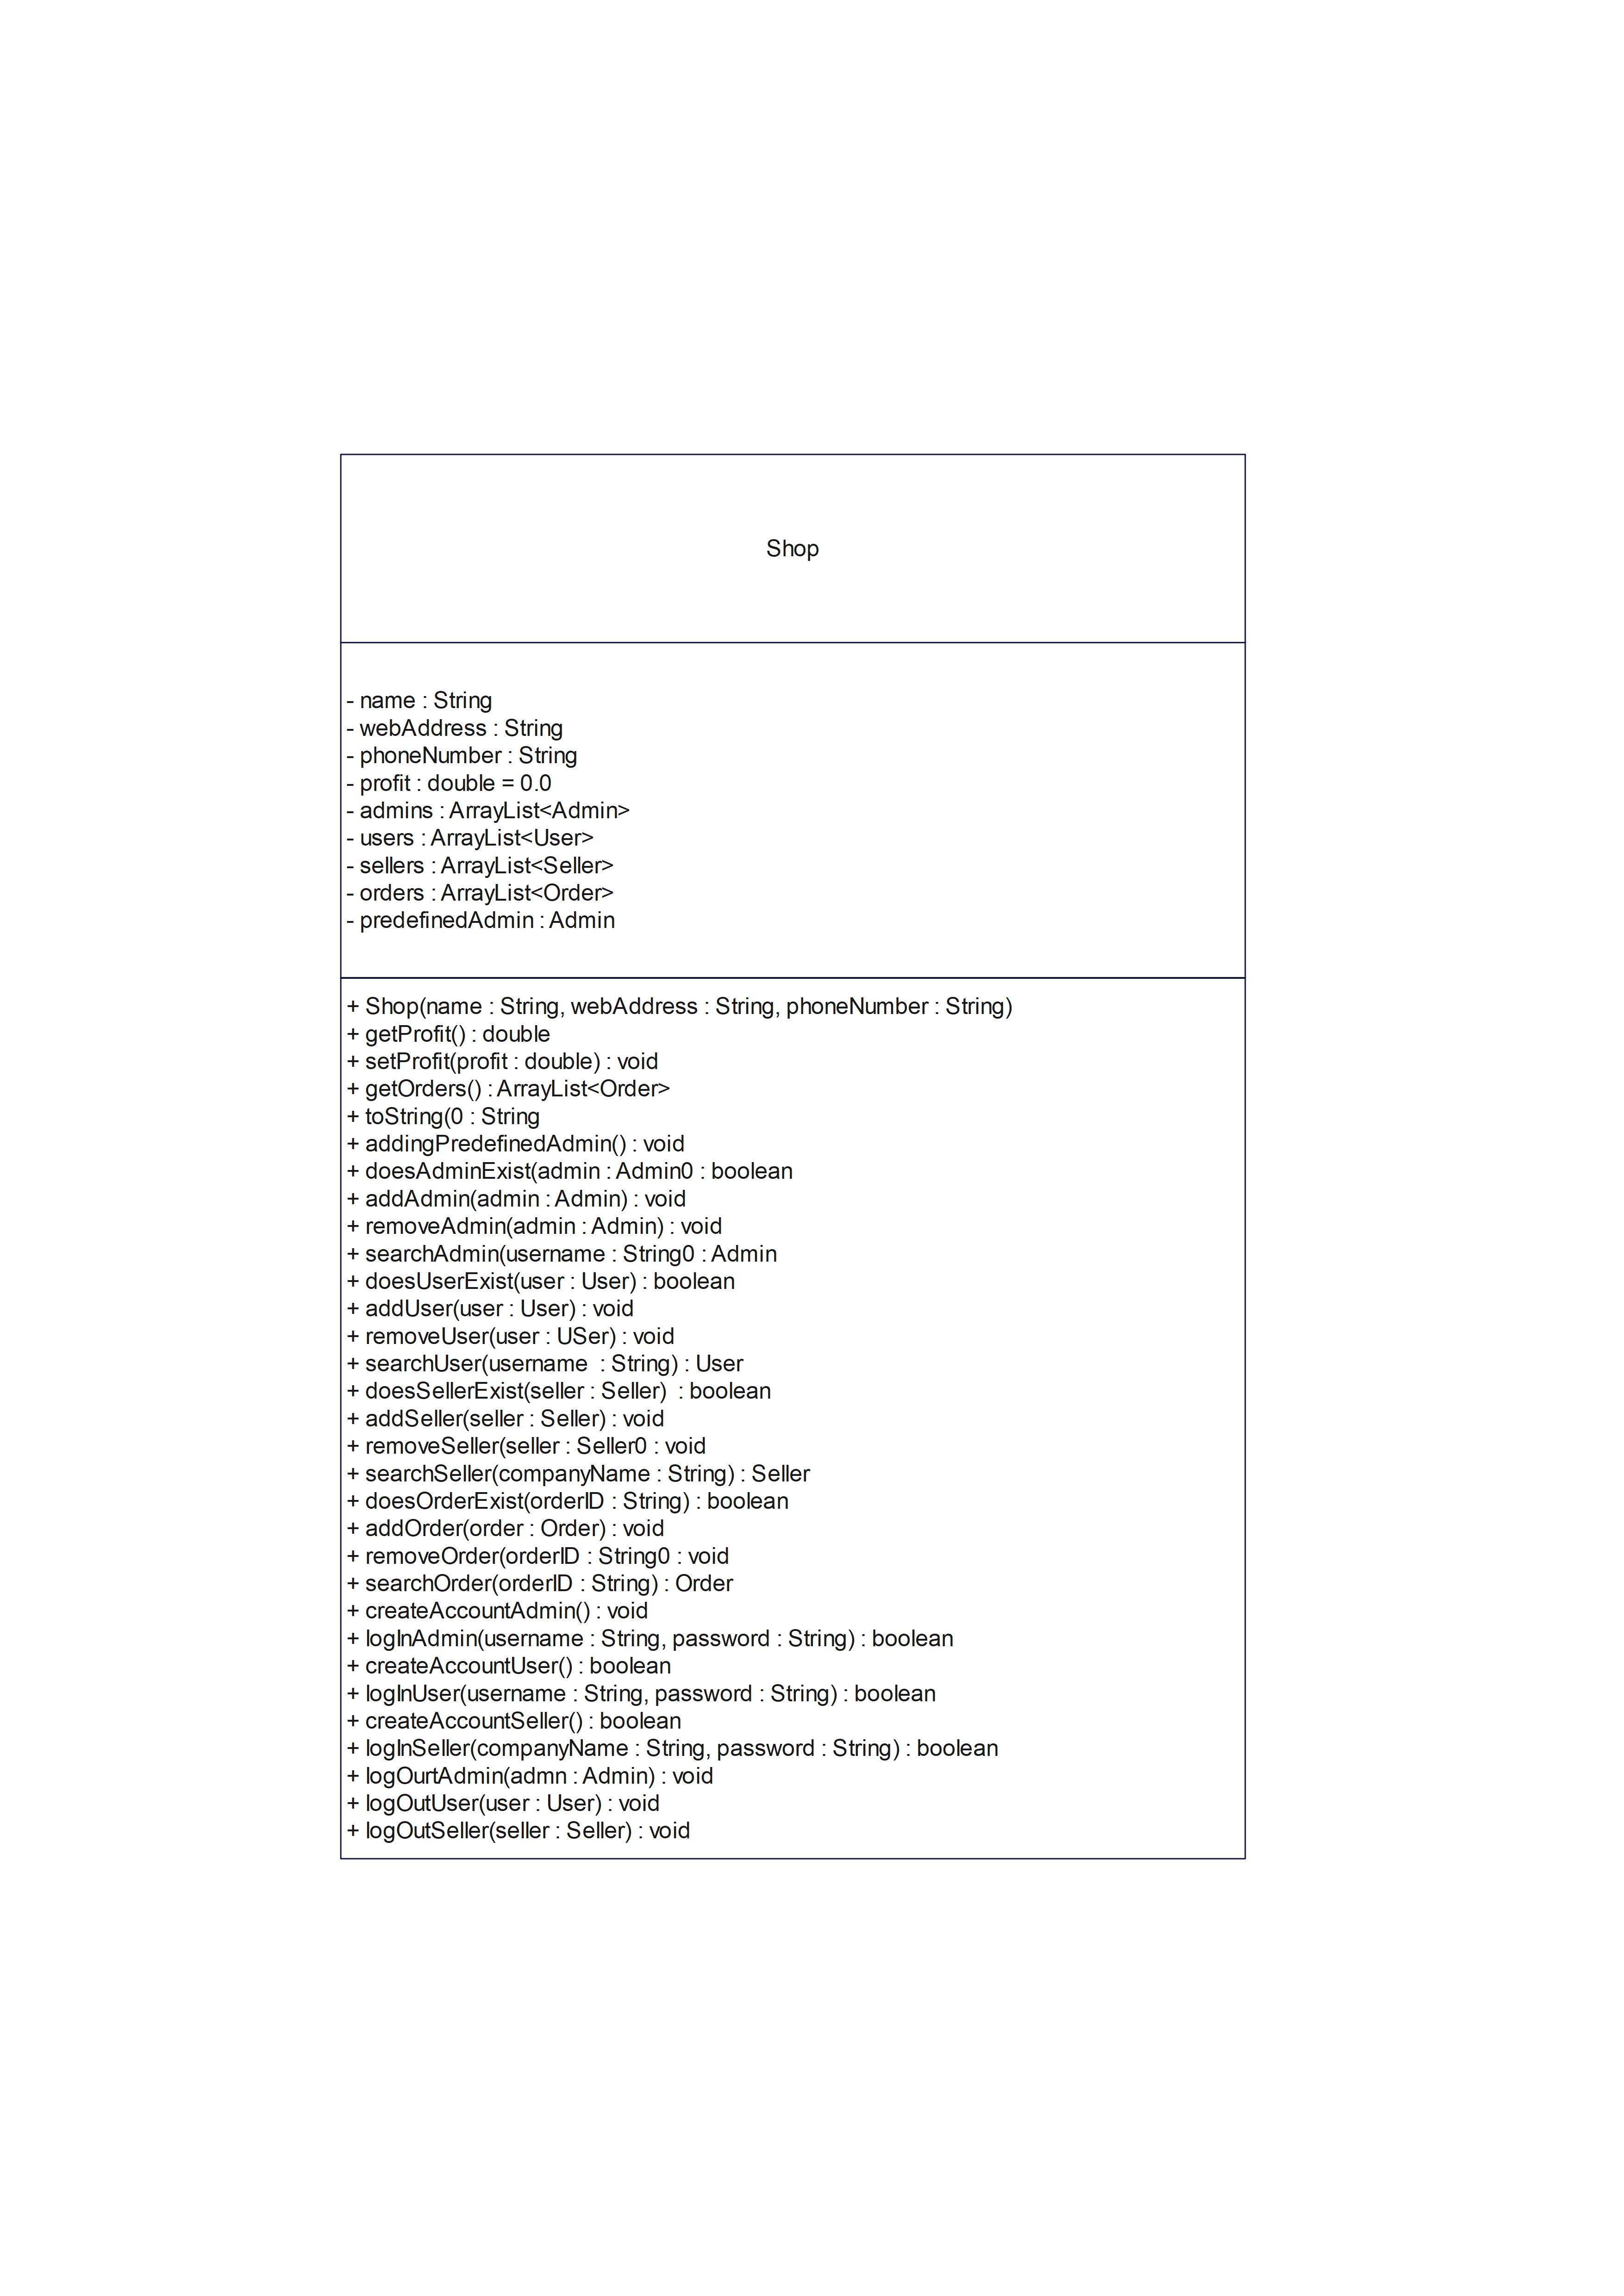 Shop
- name : String
- webAddress : String
- phoneNumber : String
- profit : double = 0.0
- admins : ArrayList<Admin>
- users : ArrayList<User>
- sellers : ArrayList<Seller>
- orders : ArrayList<Order>
- predefinedAdmin : Admin
+ Shop(name : String, webAddress : String, phoneNumber : String)
+ getProfit() : double
+ setProfit(profit : double) : void
+ getOrders() : ArrayList<Order>
+ toString(0 : String
+ addingPredefinedAdmin() : void
+ doesAdminExist(admin : Admin0 : boolean
+ addAdmin(admin : Admin) : void
+ removeAdmin(admin : Admin) : void
+ searchAdmin(username : String0 : Admin
+ doesUserExist(user : User) : boolean
+ addUser(user : User) : void
+ removeUser(user : USer) : void
+ searchUser(username  : String) : User
+ doesSellerExist(seller : Seller)  : boolean
+ addSeller(seller : Seller) : void
+ removeSeller(seller : Seller0 : void
+ searchSeller(companyName : String) : Seller
+ doesOrderExist(orderID : String) : boolean
+ addOrder(order : Order) : void
+ removeOrder(orderID : String0 : void
+ searchOrder(orderID : String) : Order
+ createAccountAdmin() : void
+ logInAdmin(username : String, password : String) : boolean
+ createAccountUser() : boolean
+ logInUser(username : String, password : String) : boolean
+ createAccountSeller() : boolean
+ logInSeller(companyName : String, password : String) : boolean
+ logOurtAdmin(admn : Admin) : void
+ logOutUser(user : User) : void
+ logOutSeller(seller : Seller) : void